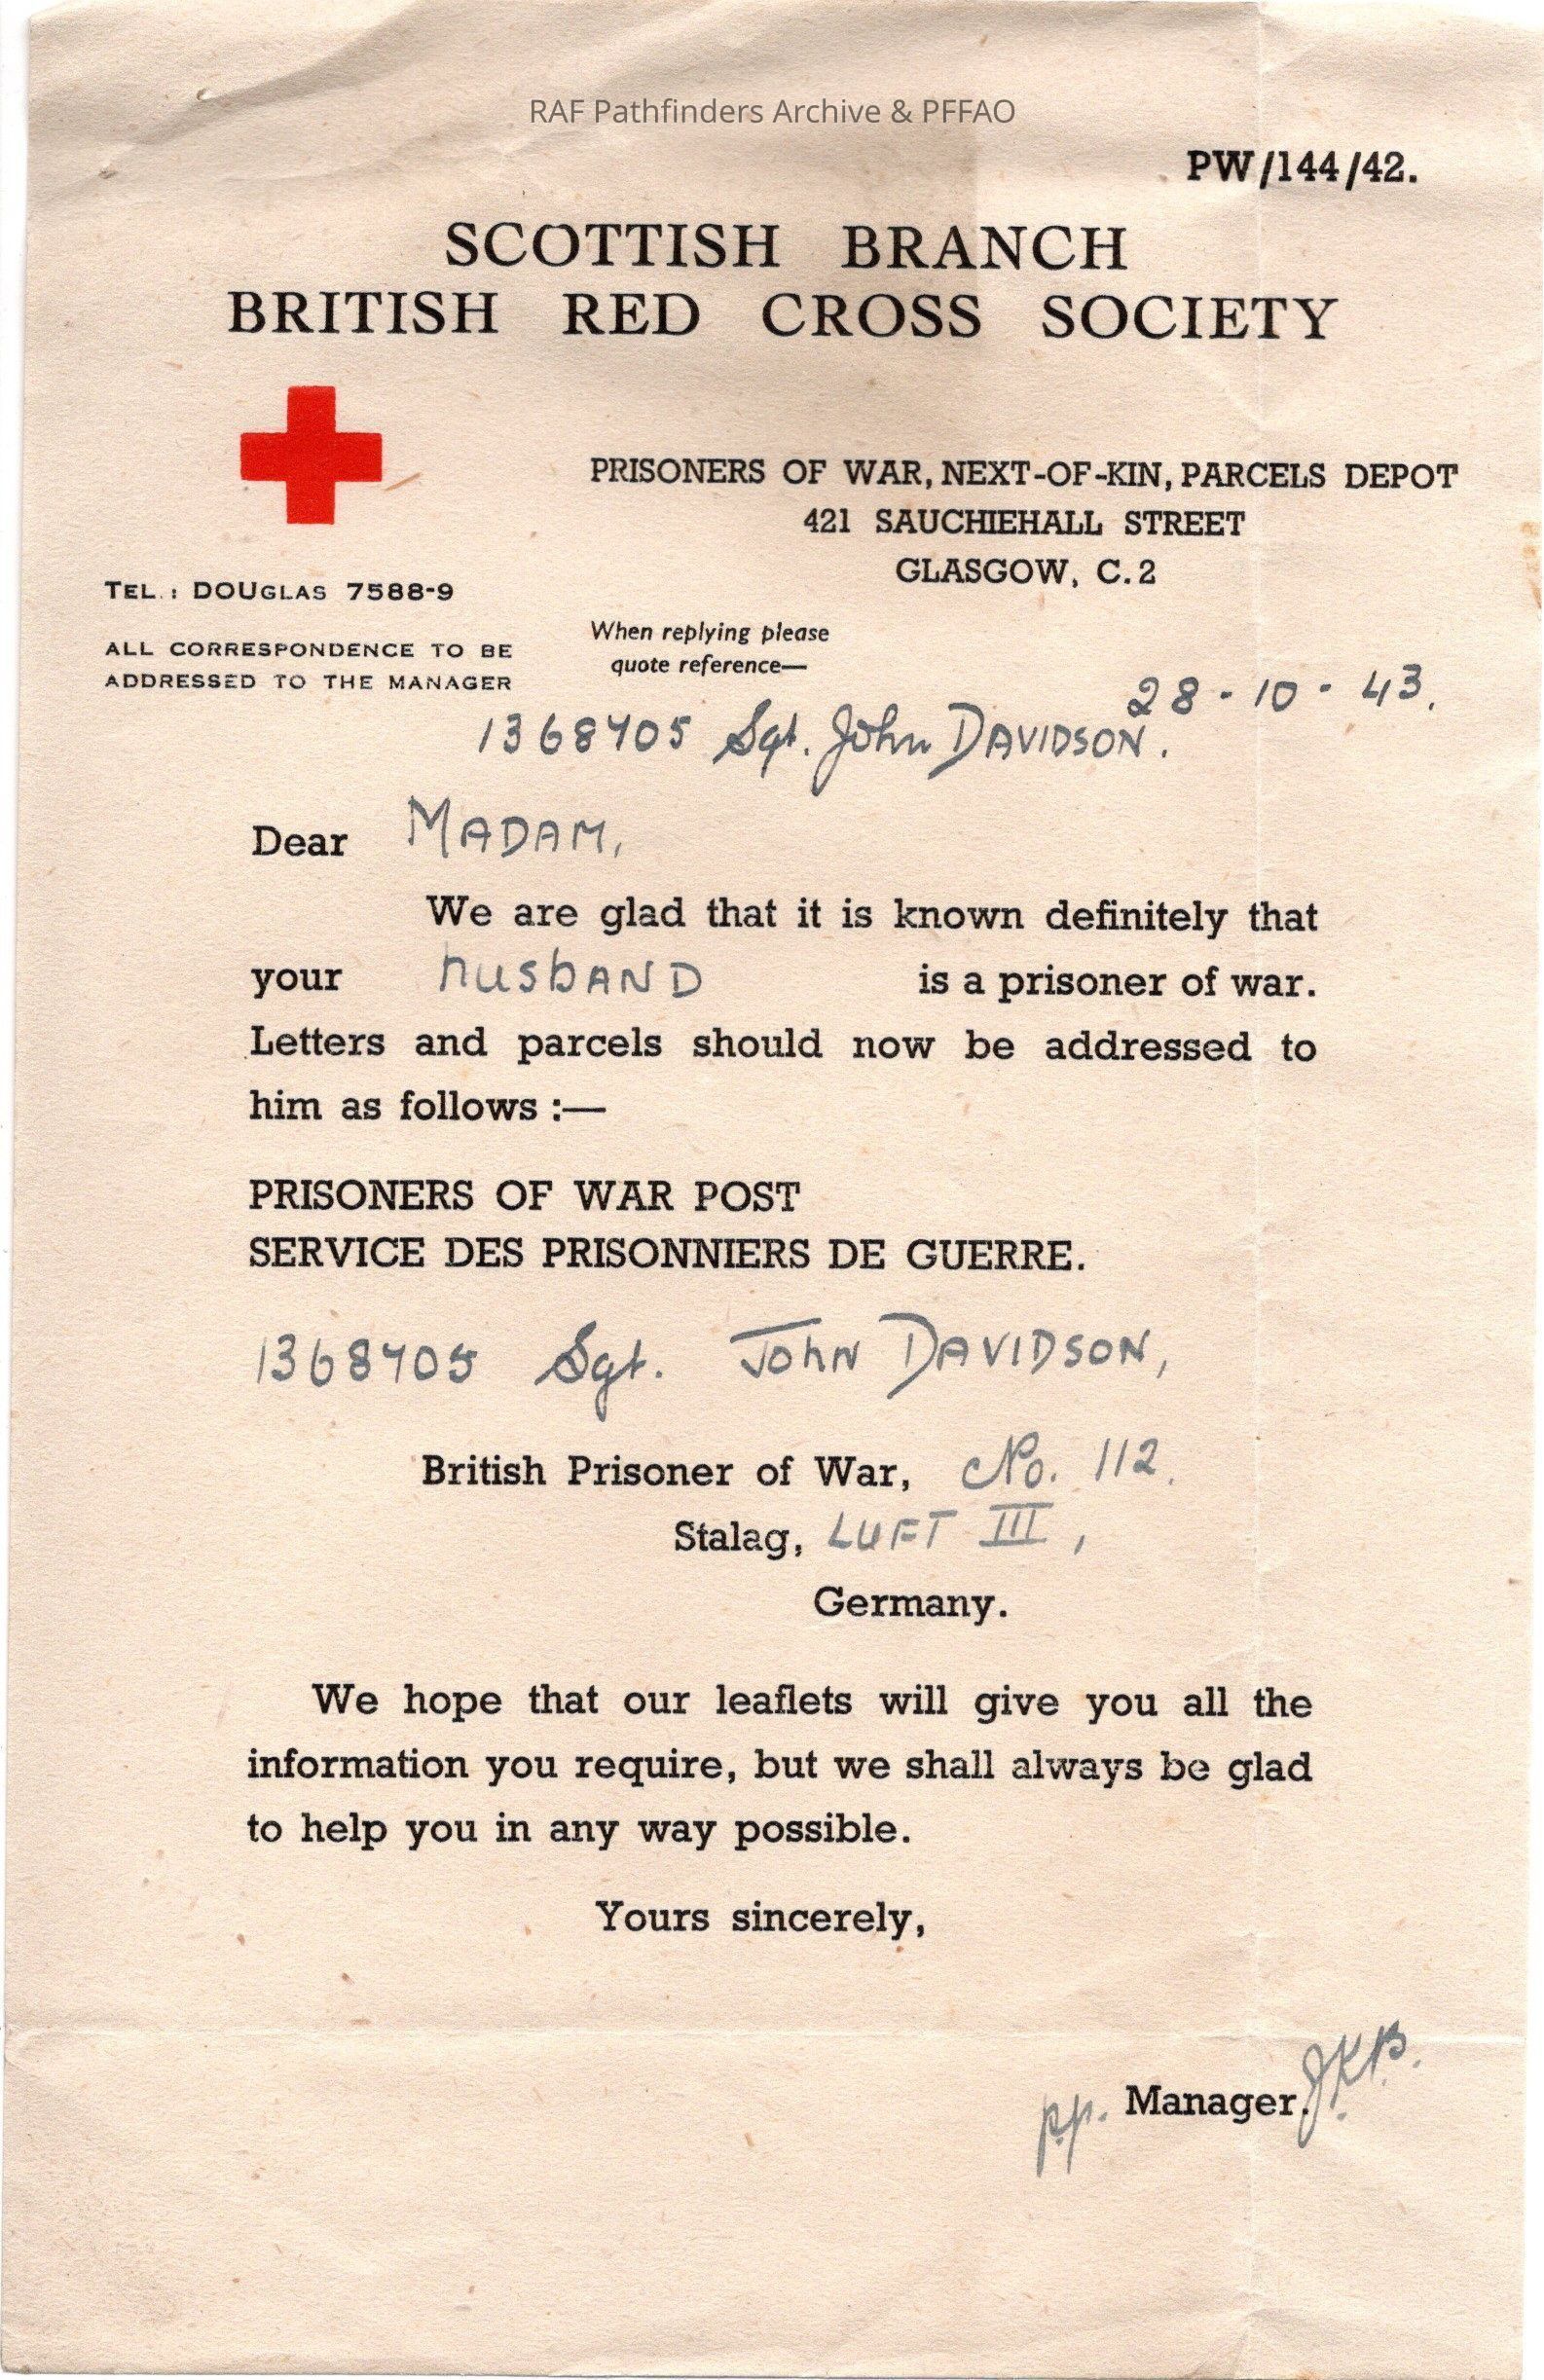 RAF Pathfinders Archive & PFFAO
PW/144/42.
SCOTTISH BRANCH
BRITISH RED CROSS SOCIETY
PRISONERS OF WAR, NEXT-OF-KIN, PARCELS DEPOT
421 SAUCHIEHALL STREET
GLASGOW, C.2
TEL.: DOUGLAS 7588-9
ALL CORRESPONDENCE TO BE
ADDRESSED TO THE MANAGER
When replying please
quote reference—
28-10-43.
1368705 Sgt. John DAVIDSON.
Dear MADAM,
We are glad that it is known definitely that
your husbAND is a prisoner of war.
Letters and parcels should now be addressed to
him as follows :—
PRISONERS OF WAR POST
SERVICE DES PRISONNIERS DE GUERRE.
1368705 Sgt. John DAVIDSON,
British Prisoner of War, No. 112.
Stalag, LUFT III,
Germany.
We hope that our leaflets will give you all the
information you require, but we shall always be glad
to help you in any way possible.
Yours sincerely,
pp. Manager. JKB.